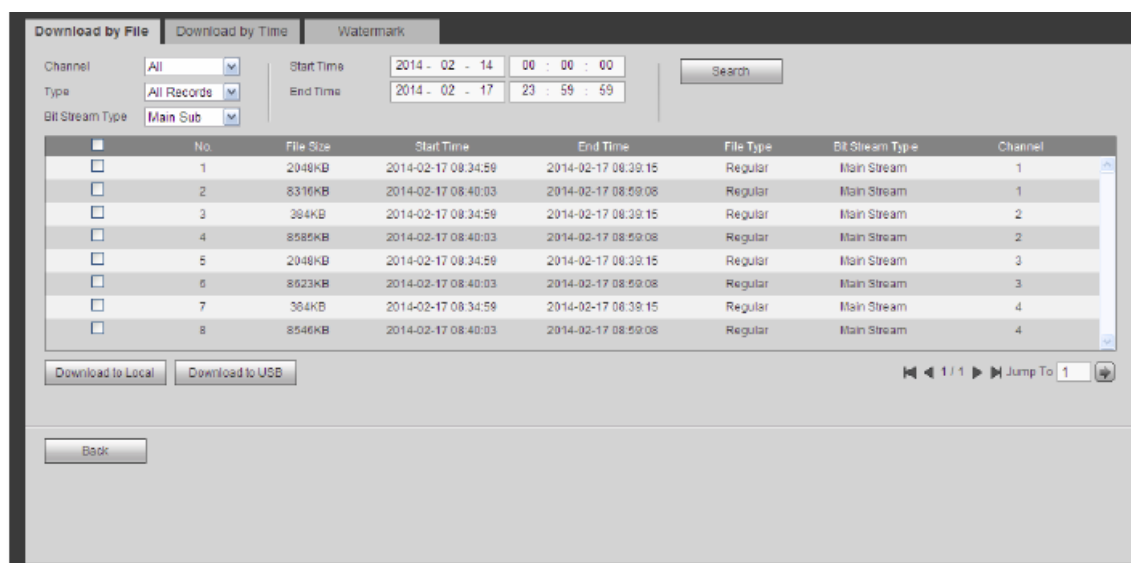 Download by File Download by Time Watermark
Channel All Start Time 2014 - 02 - 14 00 : 00 : 00 Search
Type All Records End Time 2014 - 02 - 17 23 : 59 : 59
Bit Stream Type Main Sub
No. File Size Start Time End Time File Type Bit Stream Type Channel
1 2048KB 2014-02-17 08:34:59 2014-02-17 08:39:15 Regular Main Stream 1
2 8316KB 2014-02-17 08:40:03 2014-02-17 08:59:08 Regular Main Stream 1
3 384KB 2014-02-17 08:34:59 2014-02-17 08:39:15 Regular Main Stream 2
4 8585KB 2014-02-17 08:40:03 2014-02-17 08:59:08 Regular Main Stream 2
5 2048KB 2014-02-17 08:34:59 2014-02-17 08:39:15 Regular Main Stream 3
6 8623KB 2014-02-17 08:40:03 2014-02-17 08:59:08 Regular Main Stream 3
7 384KB 2014-02-17 08:34:59 2014-02-17 08:39:15 Regular Main Stream 4
8 8546KB 2014-02-17 08:40:03 2014-02-17 08:59:08 Regular Main Stream 4
Download to Local Download to USB 1 / 1 Jump To 1
Back